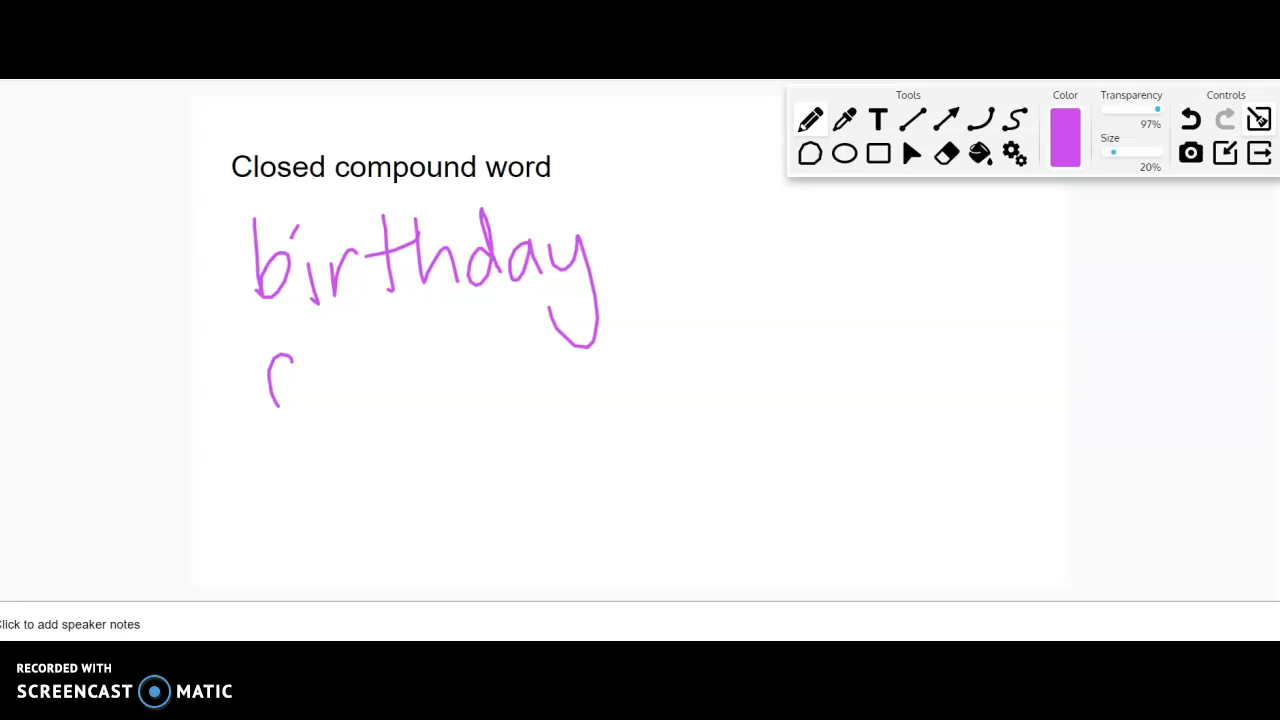 Tools
Color
Transparency
Controls
97%
Size
20%
Closed compound word
birthday
Click to add speaker notes
RECORDED WITH
SCREENCAST MATIC